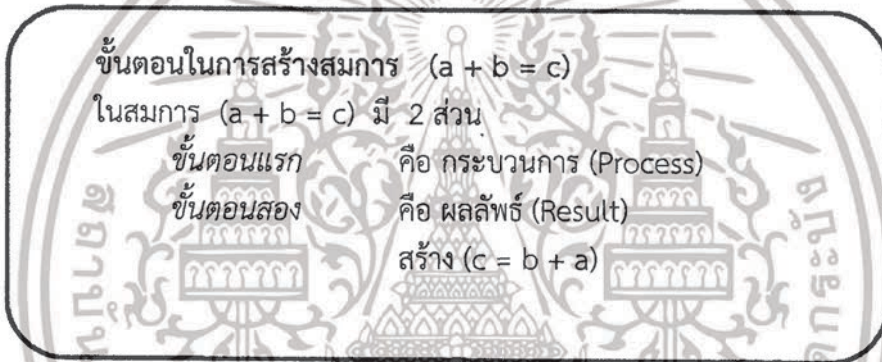 ขั้นตอนในการสร้างสมการ (a + b = c)
ในสมการ (a + b = c) มี 2 ส่วน
ขั้นตอนแรก คือ กระบวนการ (Process)
ขั้นตอนสอง คือ ผลลัพธ์ (Result)
สร้าง (c = b + a)